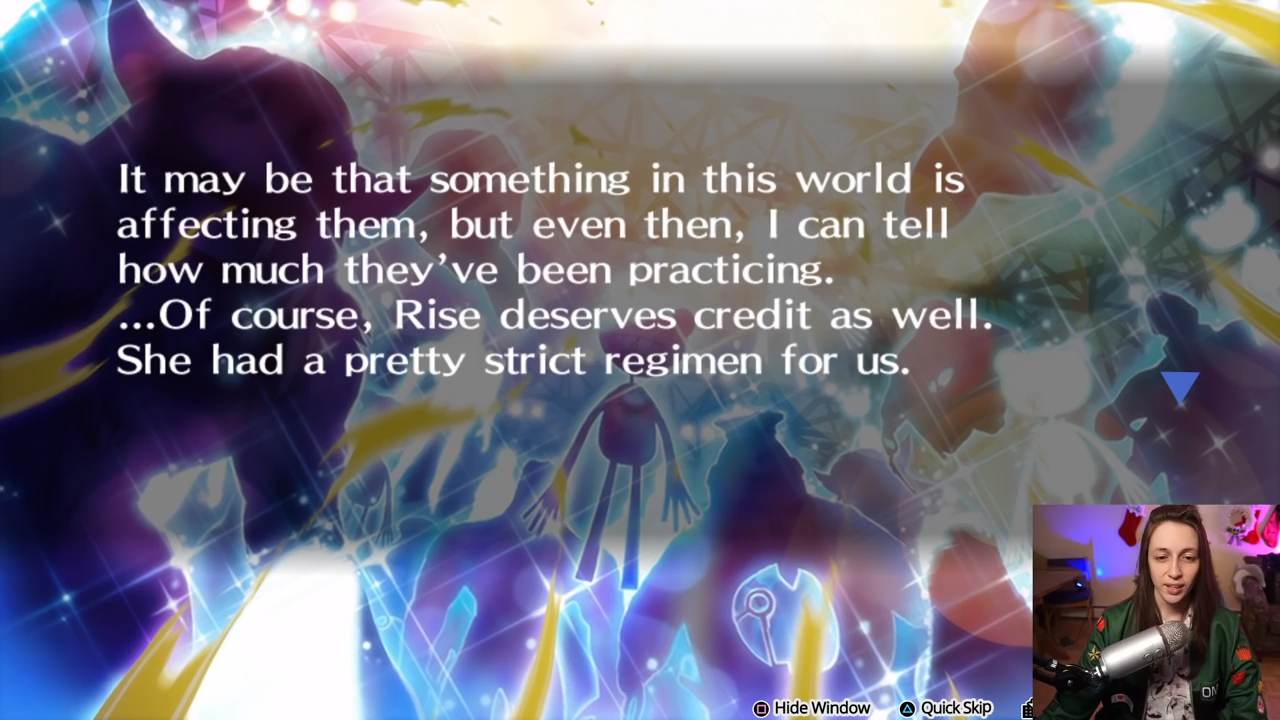 It may be that something in this world is
affecting them, but even then, I can tell
how much they've been practicing.
...Of course, Rise deserves credit as well.
She had a pretty strict regimen for us.
Hide Window Quick Skip
ON